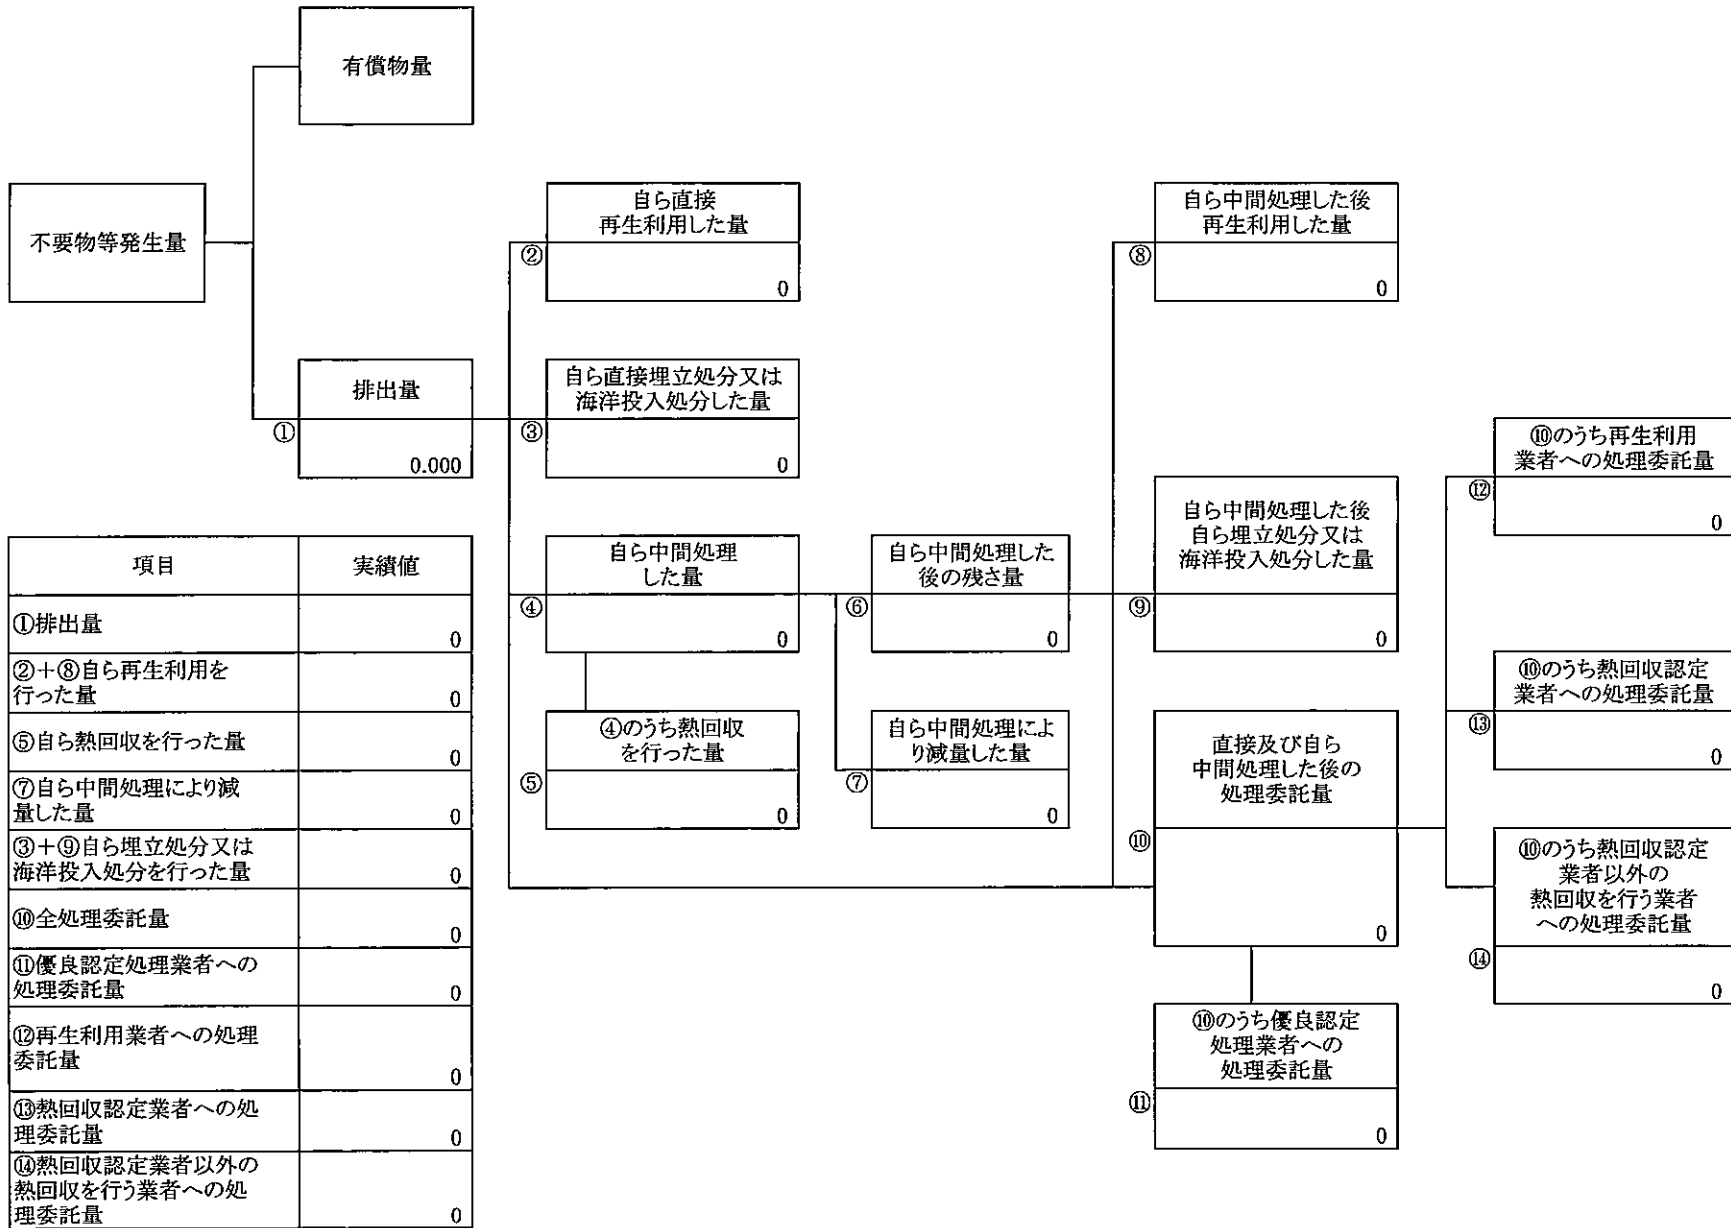 有償物量
不要物等発生量
自ら直接
再生利用した量
②
0
自ら中間処理した後
再生利用した量
⑧
0
排出量
①
0.000
自ら直接埋立処分又は
海洋投入処分した量
③
0
自ら中間処理
した量
④
0
自ら中間処理した
後の残さ量
⑥
0
自ら中間処理した後
自ら埋立処分又は
海洋投入処分した量
⑨
0
⑩のうち再生利用
業者への処理委託量
⑫
0
④のうち熱回収
を行った量
⑤
0
自ら中間処理によ
り減量した量
⑦
0
直接及び自ら
中間処理した後の
処理委託量
⑩
0
⑩のうち熱回収認定
業者への処理委託量
⑬
0
⑩のうち熱回収認定
業者以外の
熱回収を行う業者
への処理委託量
⑭
0
⑩のうち優良認定
処理業者への
処理委託量
⑪
0
項目 実績値
①排出量
0
②+⑧自ら再生利用を
行った量 0
⑤自ら熱回収を行った量
0
⑦自ら中間処理により減
量した量 0
③+⑨自ら埋立処分又は
海洋投入処分を行った量 0
⑩全処理委託量
0
⑪優良認定処理業者への
処理委託量 0
⑫再生利用業者への処理
委託量
0
⑬熱回収認定業者への処
理委託量 0
⑭熱回収認定業者以外の
熱回収を行う業者への処
理委託量 0